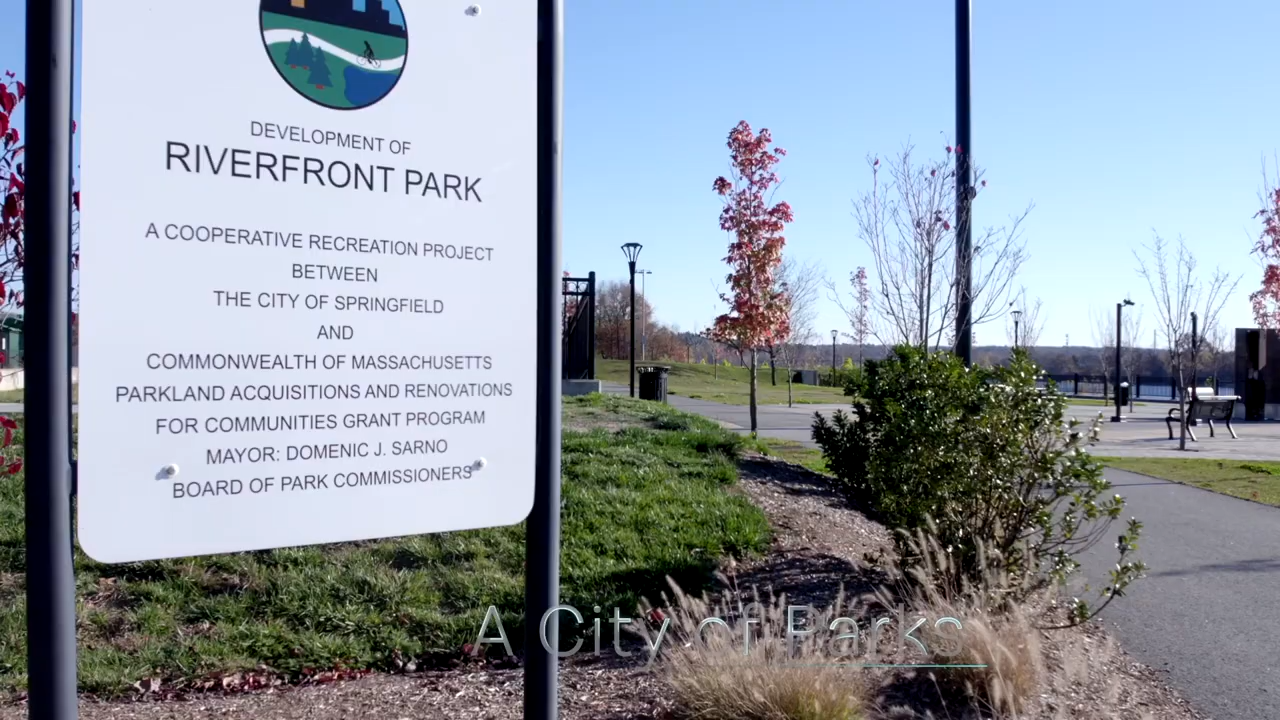 DEVELOPMENT OF
RIVERFRONT PARK
A COOPERATIVE RECREATION PROJECT
BETWEEN
THE CITY OF SPRINGFIELD
AND
COMMONWEALTH OF MASSACHUSETTS
PARKLAND ACQUISITIONS AND RENOVATIONS
FOR COMMUNITIES GRANT PROGRAM
MAYOR: DOMENIC J. SARNO
BOARD OF PARK COMMISSIONERS
A City of Parks